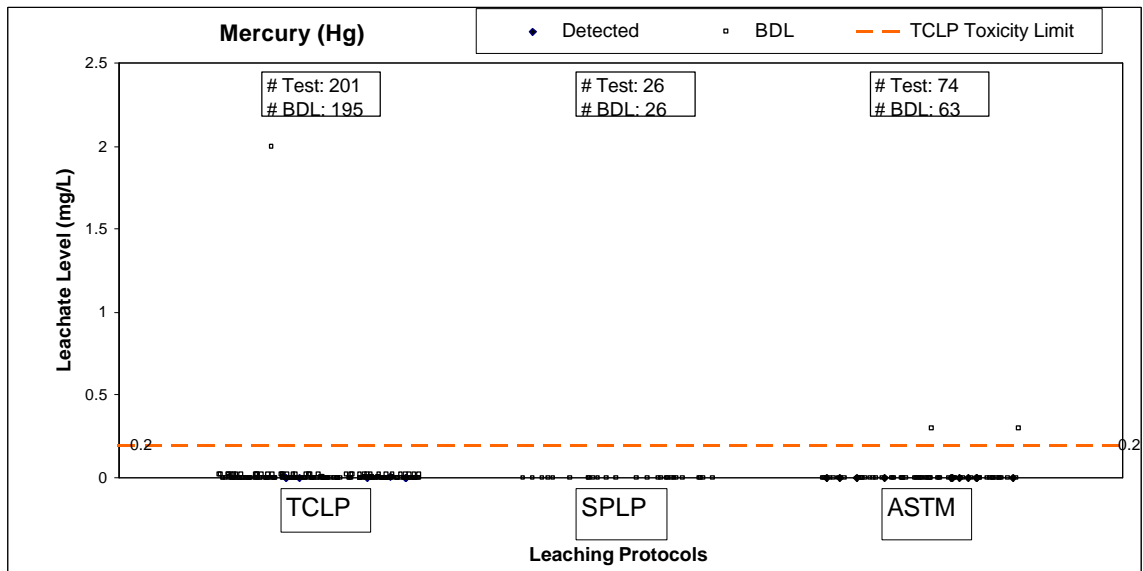 Mercury (Hg)
Detected
BDL
TCLP Toxicity Limit
# Test: 201
# BDL: 195
# Test: 26
# BDL: 26
# Test: 74
# BDL: 63
Leachate Level (mg/L)
2.5
2
1.5
1
0.5
0
0.2
0.2
TCLP
SPLP
ASTM
Leaching Protocols